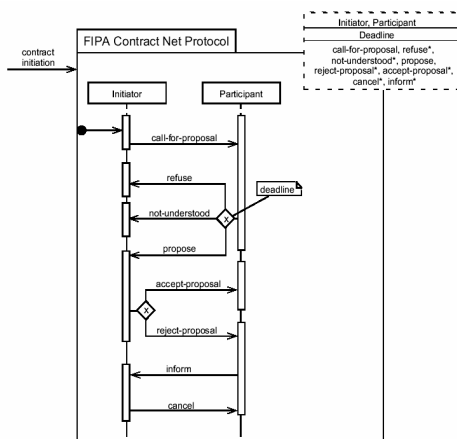 Initiator, Participant
Deadline
call-for-proposal, refuse*,
not-understood*, propose,
reject-proposal*, accept-proposal*,
cancel*, inform*
FIPA Contract Net Protocol
contract
initiation
Initiator
Participant
call-for-proposal
refuse
deadline
not-understood
x
propose
accept-proposal
x
reject-proposal
inform
cancel